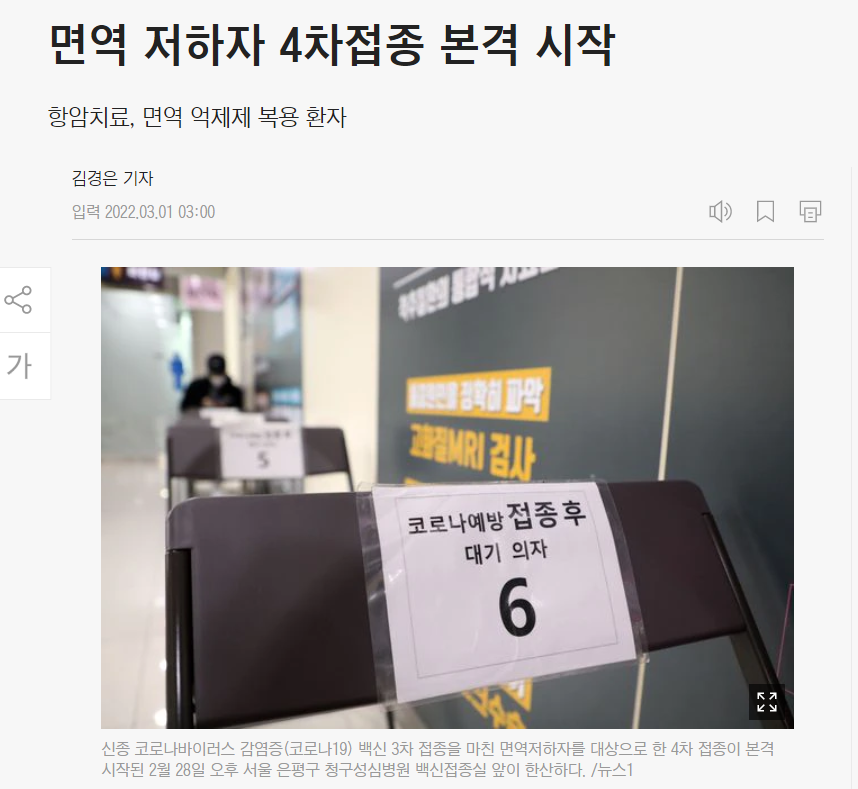 면역 저하자 4차접종 본격 시작
항암치료, 면역 억제제 복용 환자
김경은 기자
입력 2022.03.01 03:00
가
정확히 파악
고화질MRI 검사
5
코로나예방 접종후
대기 의자
6
신종 코로나바이러스 감염증(코로나19) 백신 3차 접종을 마친 면역저하자를 대상으로 한 4차 접종이 본격
시작된 2월 28일 오후 서울 은평구 청구성심병원 백신접종실 앞이 한산하다. /뉴스1